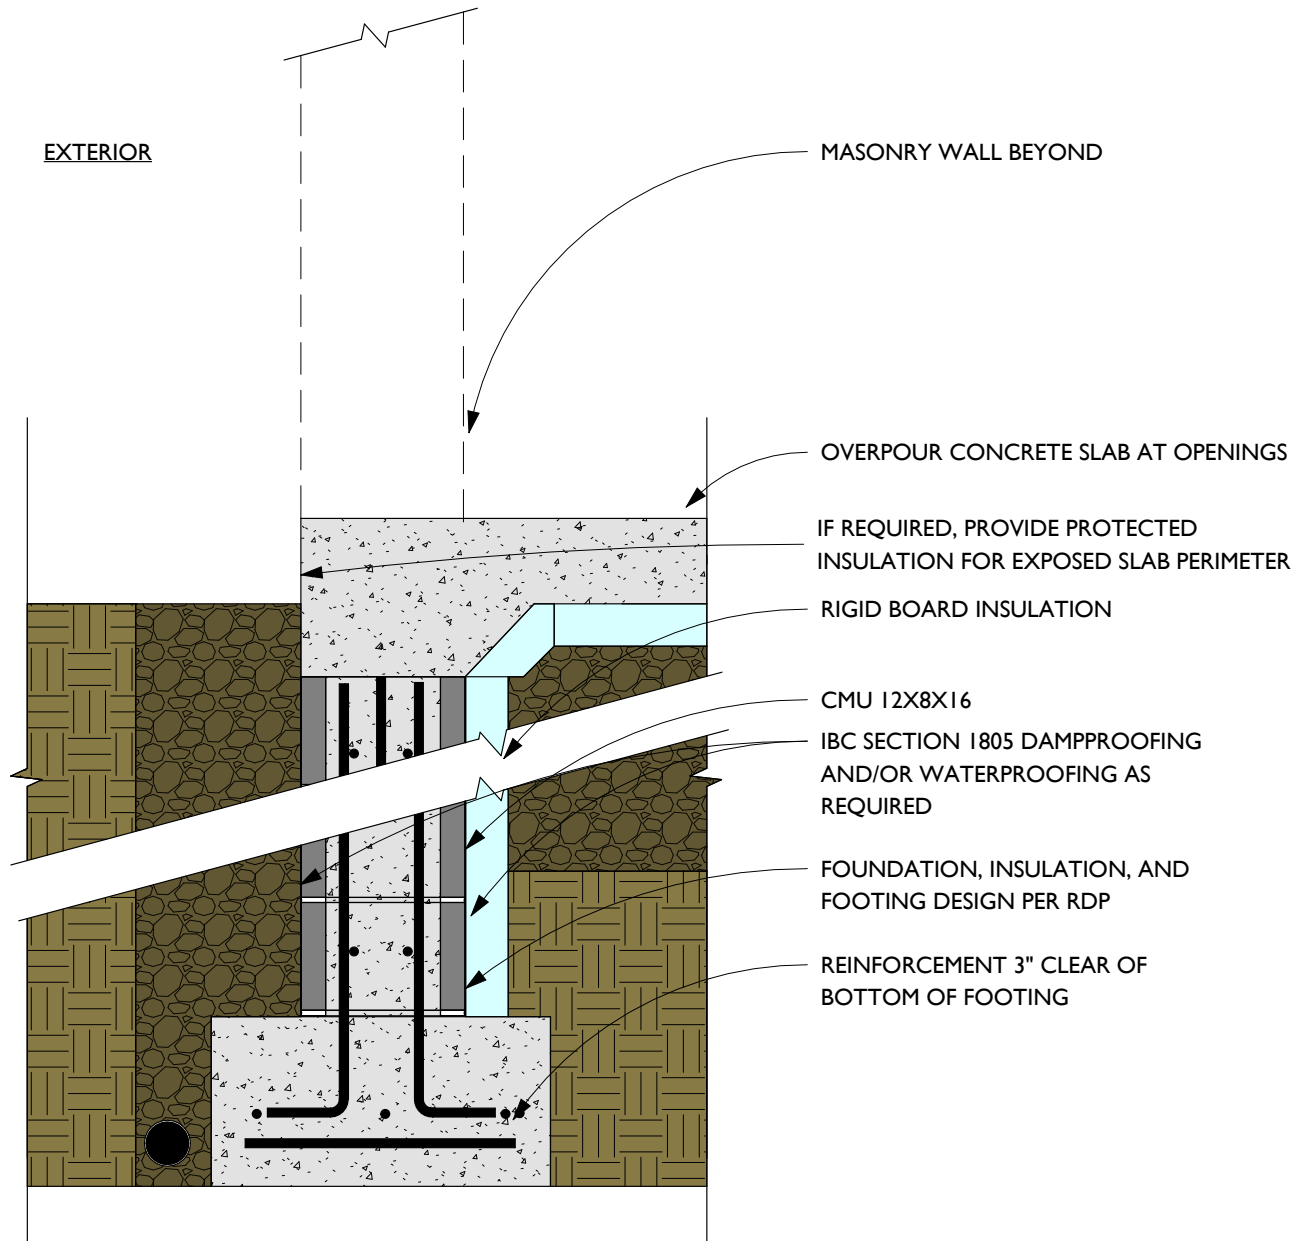 EXTERIOR
MASONRY WALL BEYOND
OVERPOUR CONCRETE SLAB AT OPENINGS
IF REQUIRED, PROVIDE PROTECTED
INSULATION FOR EXPOSED SLAB PERIMETER
RIGID BOARD INSULATION
CMU 12X8X16
IBC SECTION 1805 DAMPPROOFING
AND/OR WATERPROOFING AS
REQUIRED
FOUNDATION, INSULATION, AND
FOOTING DESIGN PER RDP
REINFORCEMENT 3" CLEAR OF
BOTTOM OF FOOTING